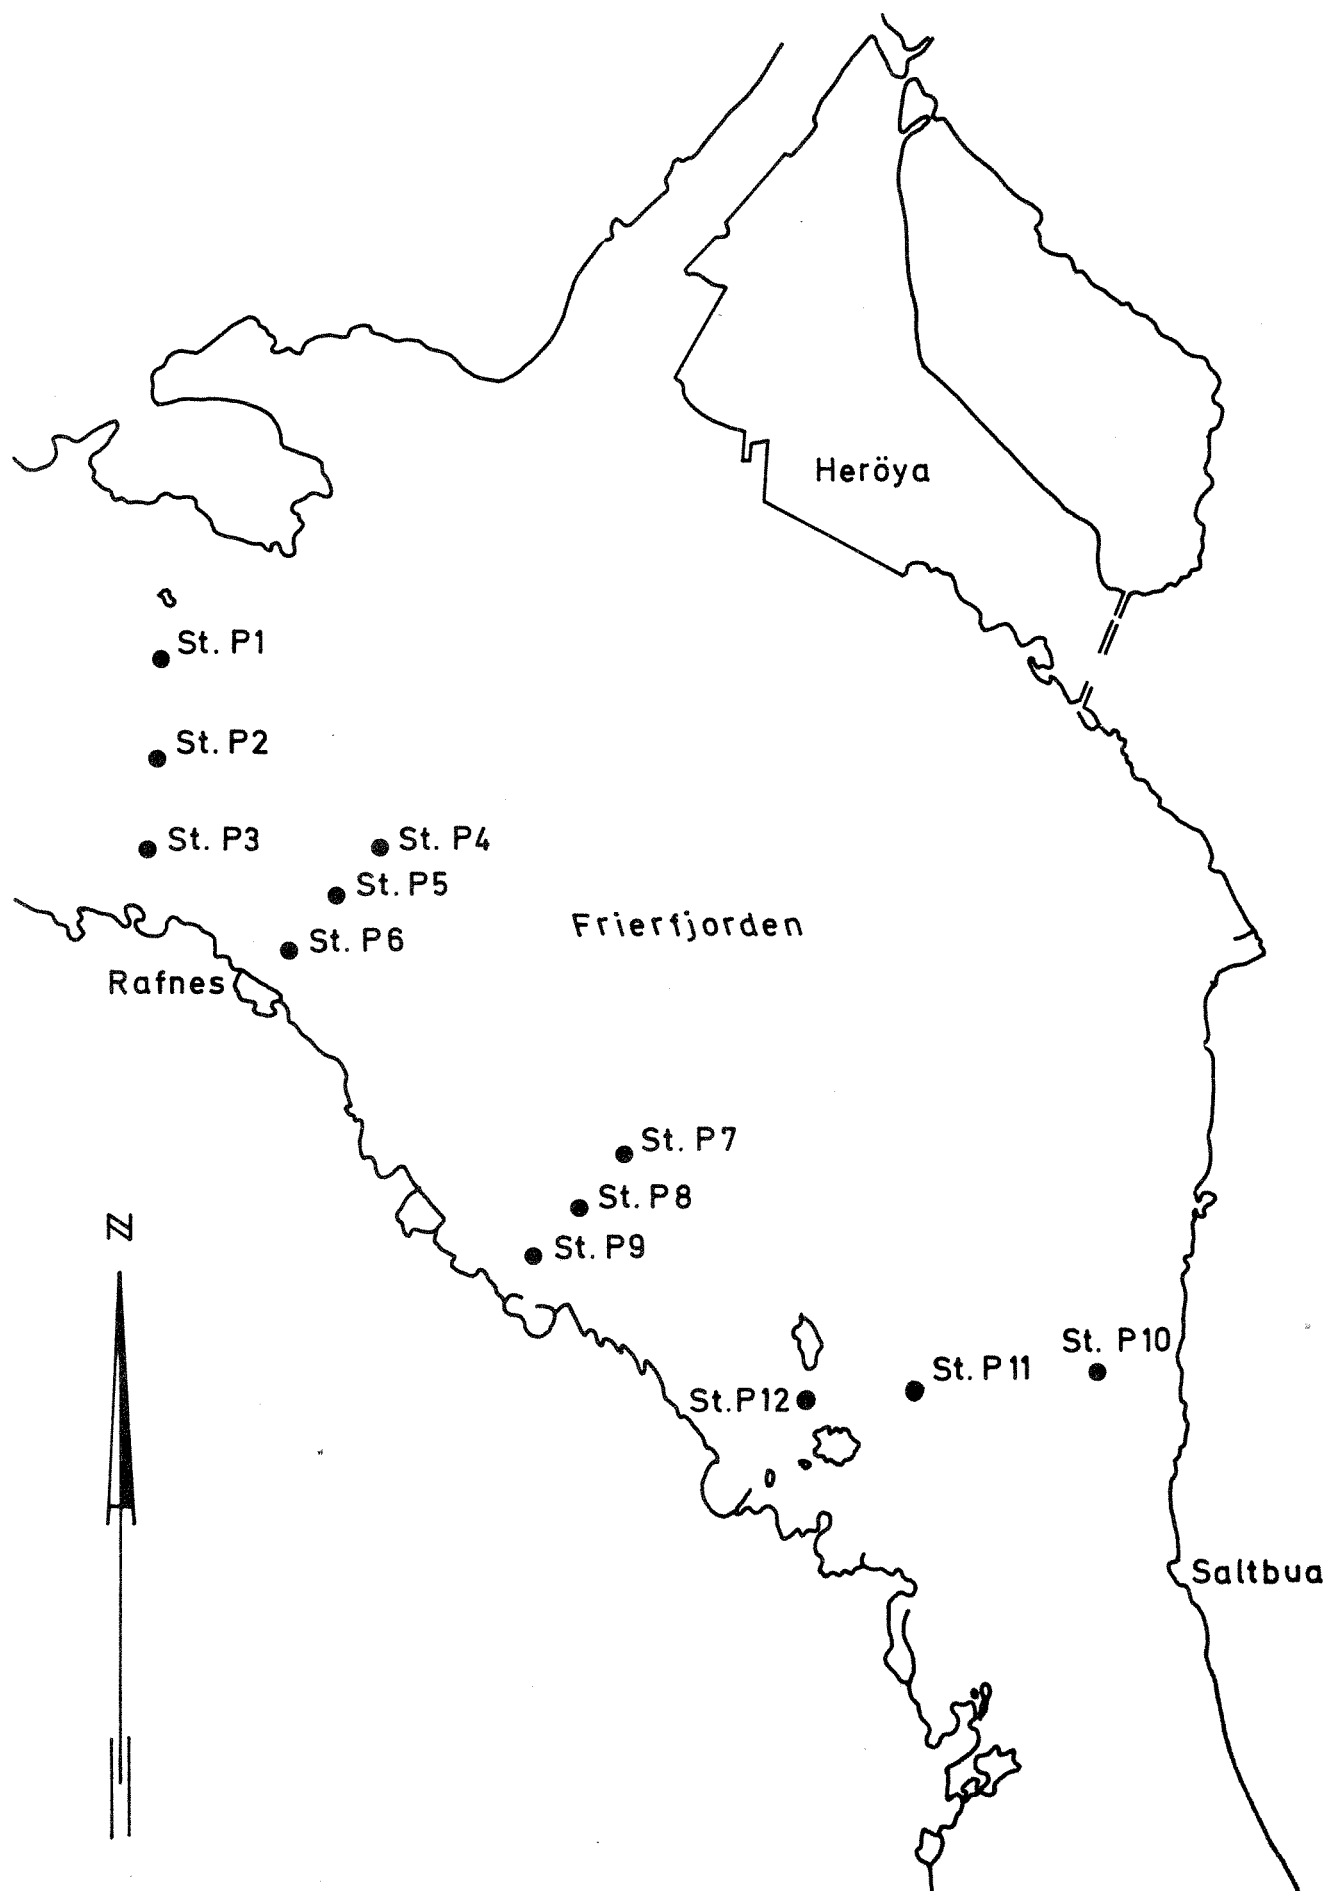 Heröya
St. P1
St. P2
St. P3
St. P4
St. P5
Frierfjorden
St. P6
Rafnes
St. P7
St. P8
N
St. P9
St. P10
St. P11
St. P12
Saltbua